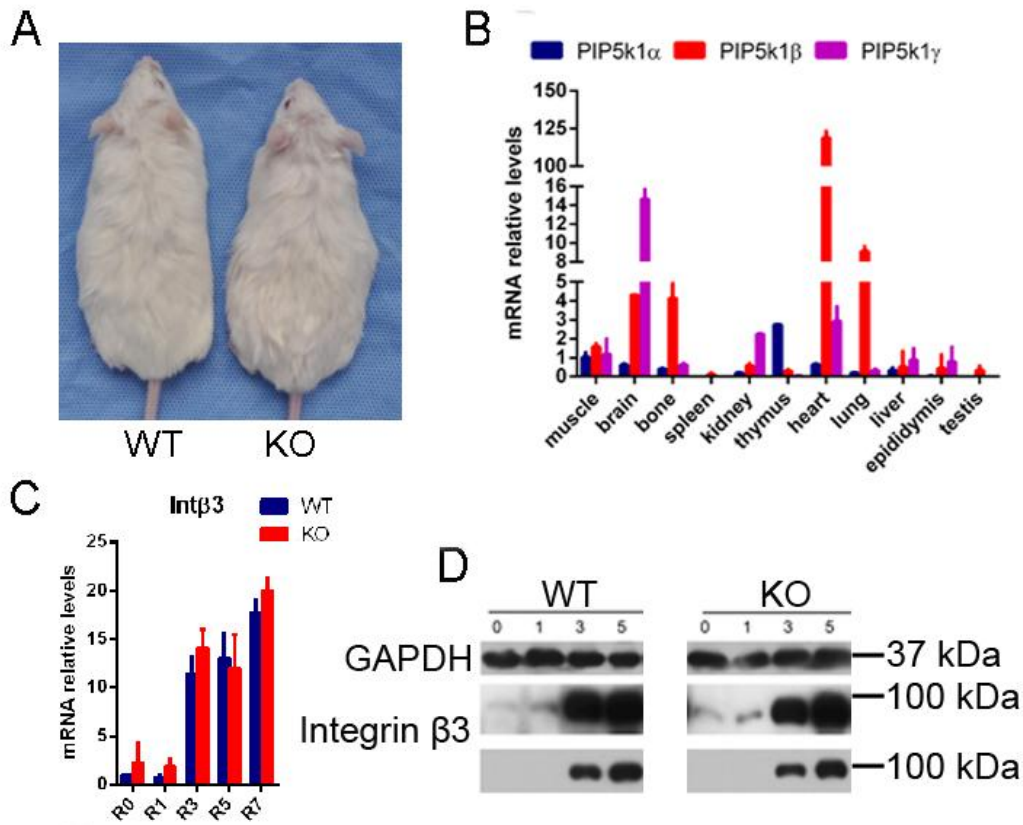 A
WT KO
B
PIP5k1α PIP5k1β PIP5k1γ
mRNA relative levels
150
125
100
16
14
12
10
8
5
4
3
2
1
0
muscle brain bone spleen kidney thymus heart lung liver epididymis testis
C
Intβ3
WT
KO
mRNA relative levels
25
20
15
10
5
0
R0 R1 R3 R5 R7
D
WT KO
0 1 3 5 0 1 3 5
GAPDH 37 kDa
Integrin β3 100 kDa
100 kDa